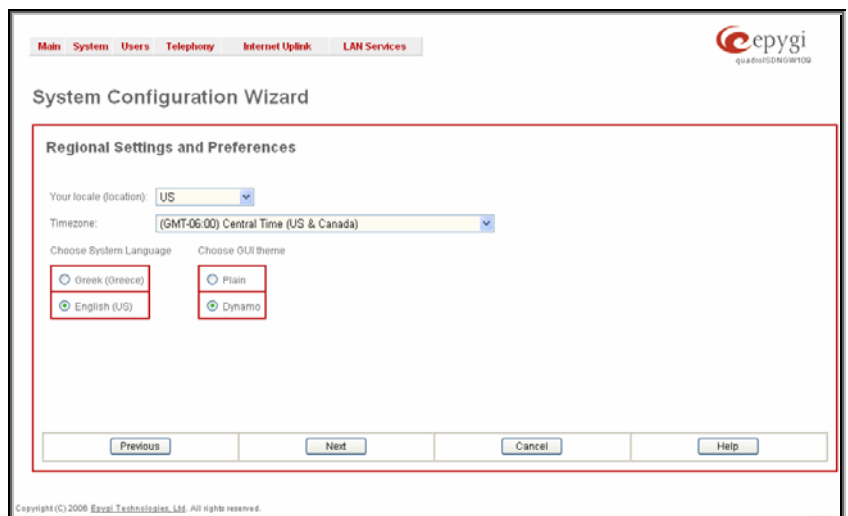 Main System Users Telephony Internet Uplink LAN Services
epygi
quadroISDNGW109
System Configuration Wizard
Regional Settings and Preferences
Your locale (location): US
Timezone: (GMT-06:00) Central Time (US & Canada)
Choose System Language Choose GUI theme
Greek (Greece) Plain
English (US) Dynamo
Previous Next Cancel Help
Copyright (C) 2006 Epygi Technologies, Ltd. All rights reserved.